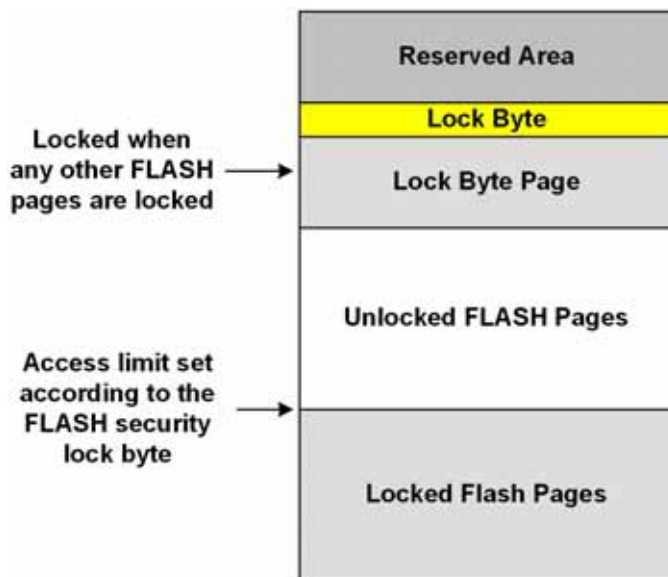 Reserved Area
Lock Byte
Locked when
any other FLASH
pages are locked
Lock Byte Page
Unlocked FLASH Pages
Access limit set
according to the
FLASH security
lock byte
Locked Flash Pages